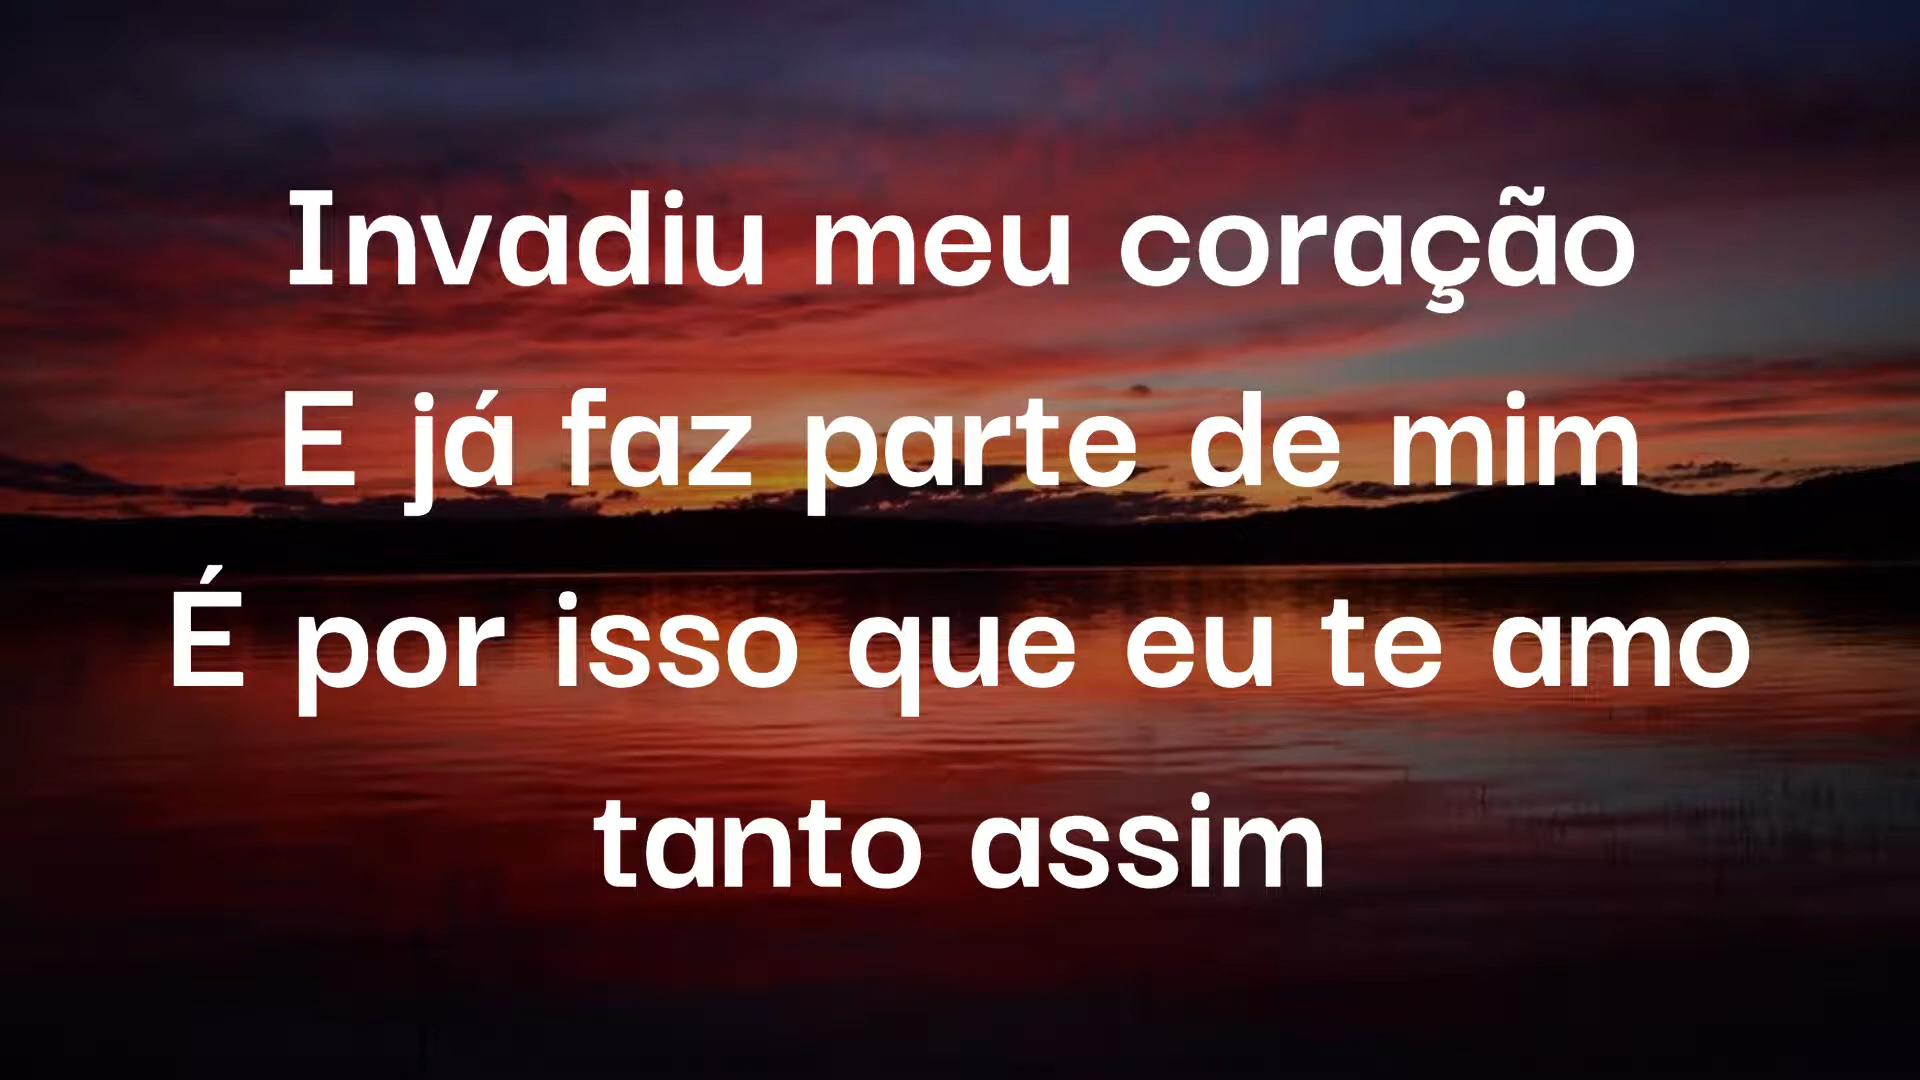 Invadiu meu coração
E já faz parte de mim
É por isso que eu te amo
tanto assim